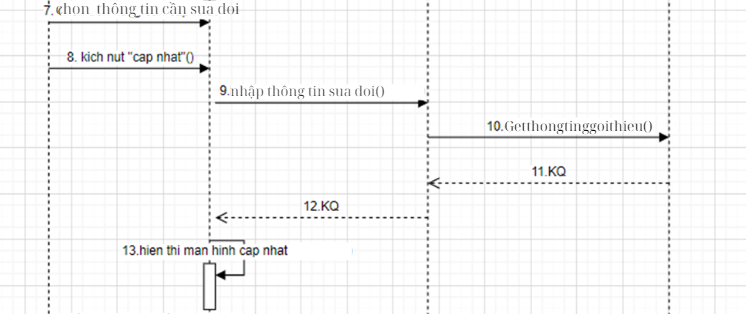 7. chon thông tin cần sua doi
8. kich nut "cap nhat"()
9.nhập thông tin sua doi()
10.Getthongtinggoithieu()
11.KQ
12.KQ
13.hien thi man hinh cap nhat